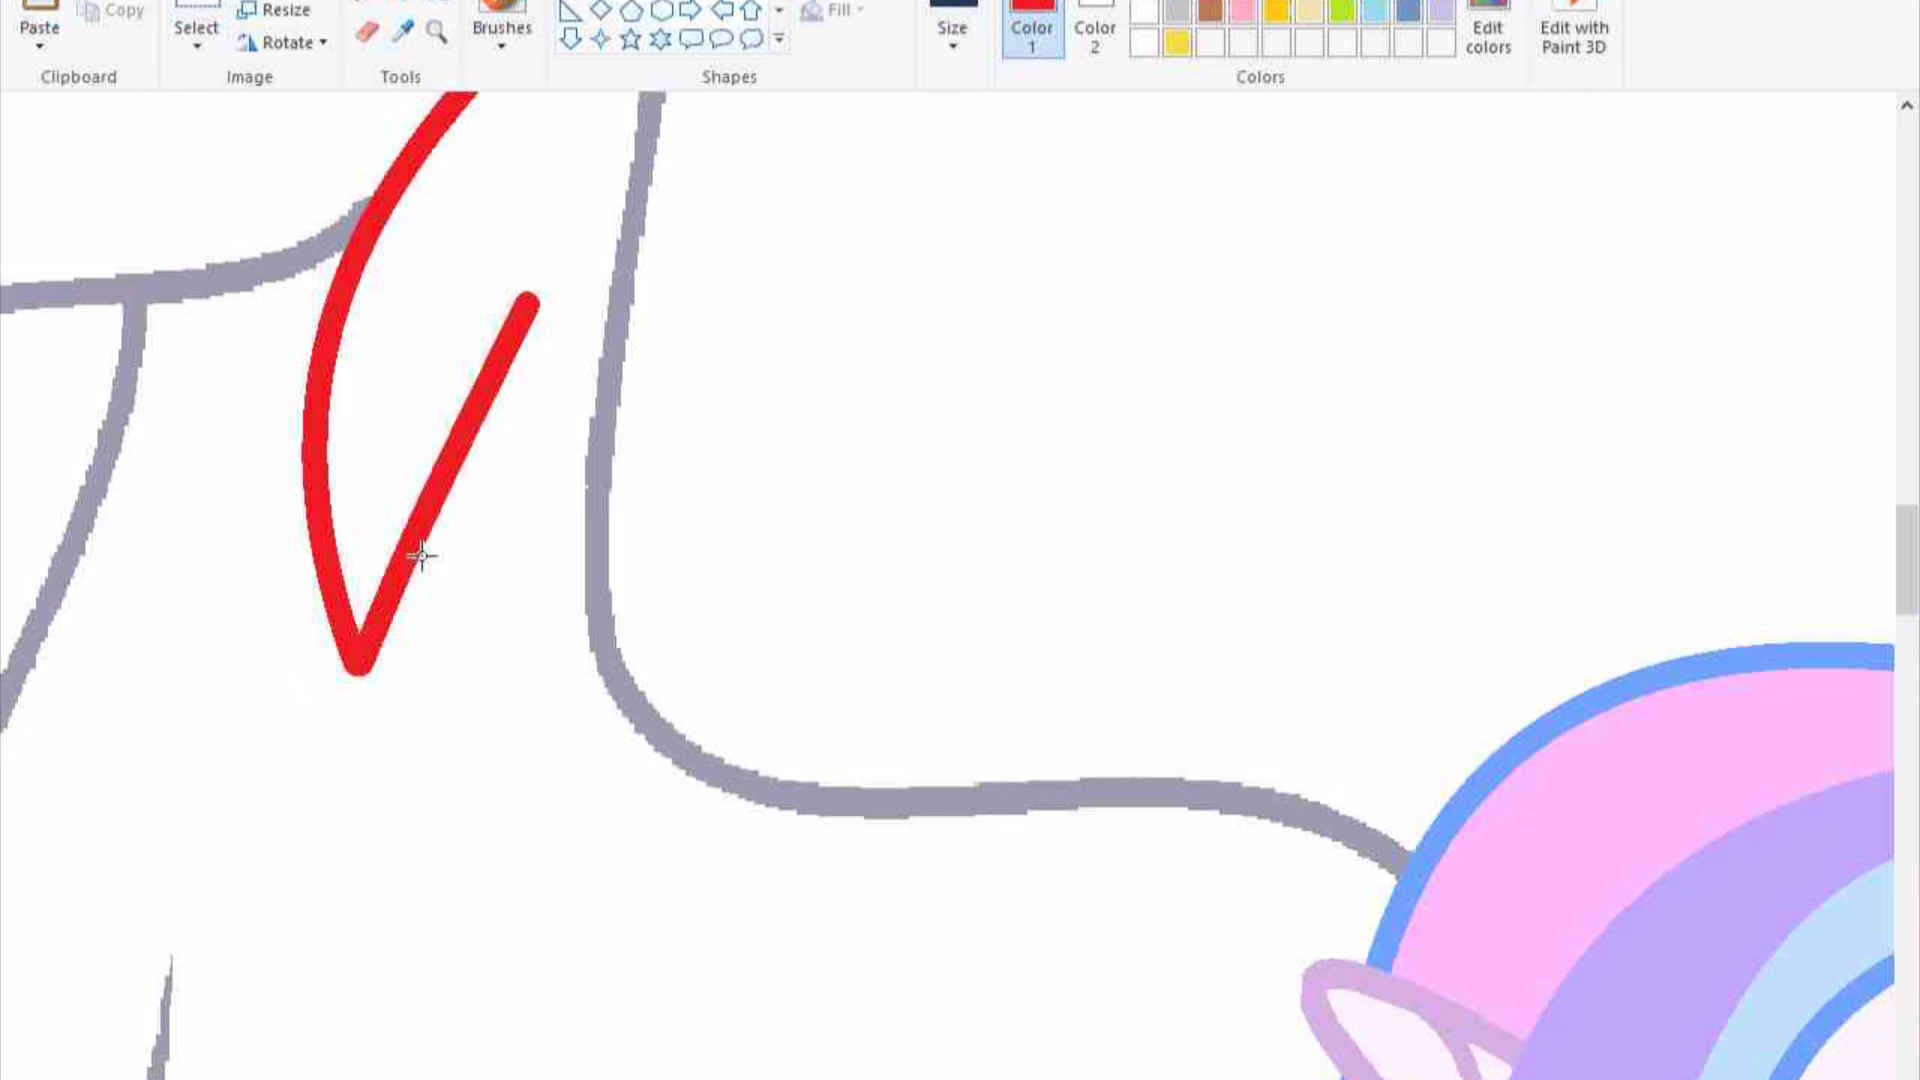 Paste Copy Select Resize Brushes Size Color Color Edit Edit with
Rotate Fill 1 2 colors Paint 3D
Clipboard Image Tools Shapes Colors